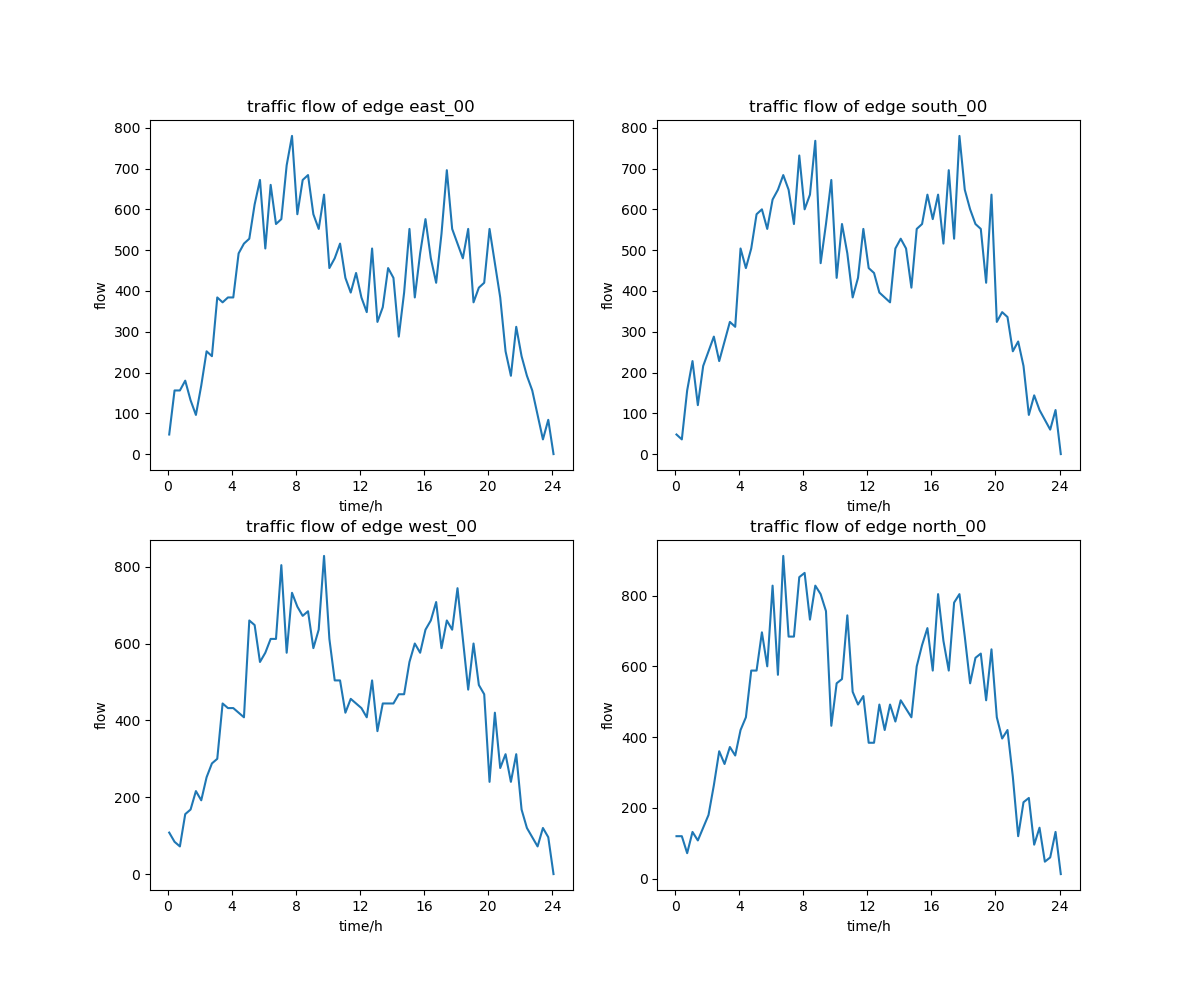 traffic flow of edge east_00
800
700
600
500
400
300
200
100
0
flow
0 4 8 12 16 20 24
time/h
traffic flow of edge south_00
800
700
600
500
400
300
200
100
0
flow
0 4 8 12 16 20 24
time/h
traffic flow of edge west_00
800
600
400
200
0
flow
0 4 8 12 16 20 24
time/h
traffic flow of edge north_00
800
600
400
200
0
flow
0 4 8 12 16 20 24
time/h